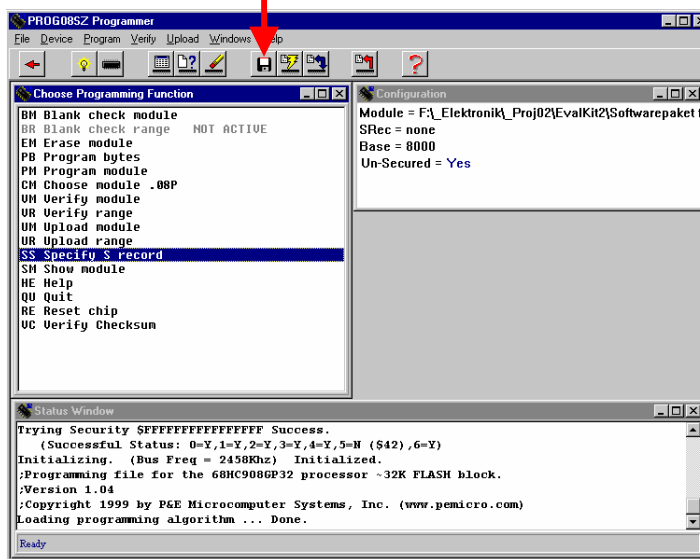 PROG08SZ Programmer
File Device Program Verify Upload Windows Help
Choose Programming Function
BM Blank check module
BR Blank check range NOT ACTIVE
EM Erase module
PB Program bytes
PM Program module
CM Choose module .08P
VM Verify module
VR Verify range
UM Upload module
UR Upload range
SS Specify S record
SM Show module
HE Help
QU Quit
RE Reset chip
VC Verify Checksum
Configuration
Module = F:\_Elektronik\_Proj02\EvalKit2\Softwarepaket f
SRec = none
Base = 8000
Un-Secured = Yes
Status Window
Trying Security $FFFFFFFFFFFFFFFF Success.
(Successful Status: 0=Y,1=Y,2=Y,3=Y,4=Y,5=N ($42),6=Y)
Initializing. (Bus Freq = 2458Khz) Initialized.
;Programming file for the 68HC908GP32 processor ~32K FLASH block.
;Version 1.04
;Copyright 1999 by P&E Microcomputer Systems, Inc. (www.pemicro.com)
Loading programming algorithm ... Done.
Ready